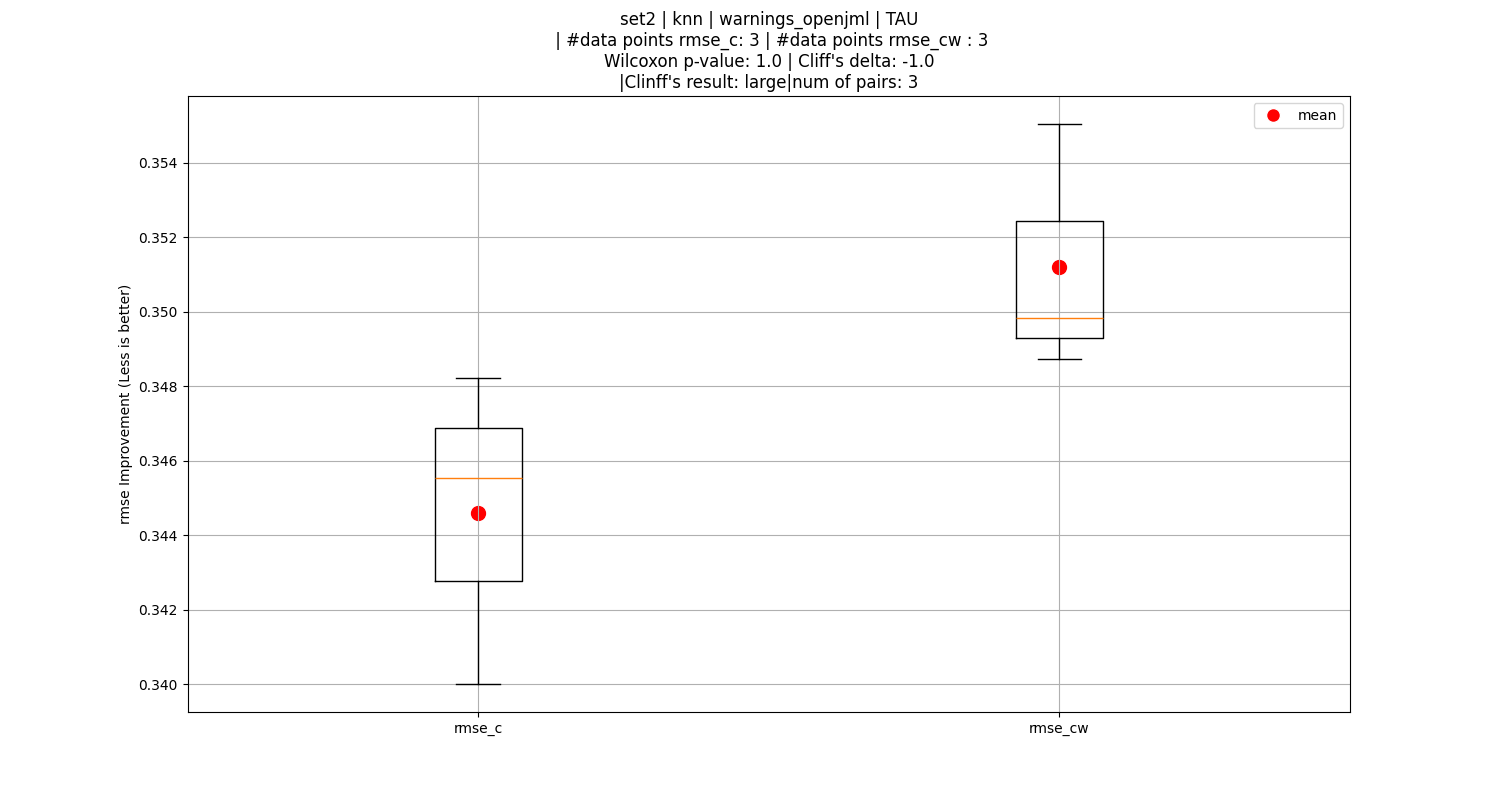 set2 | knn | warnings_openjml | TAU
| #data points rmse_c: 3 | #data points rmse_cw : 3
Wilcoxon p-value: 1.0 | Cliff's delta: -1.0
|Clinff's result: large|num of pairs: 3
mean
0.354
0.352
0.350
0.348
0.346
0.344
0.342
0.340
rmse Improvement (Less is better)
rmse_c
rmse_cw